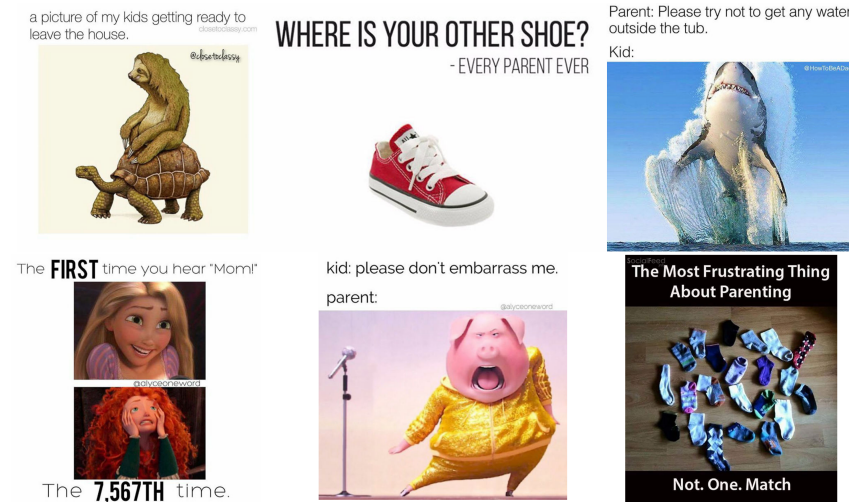 a picture of my kids getting ready to
leave the house.
closetoclassy.com
@closetoclassy
WHERE IS YOUR OTHER SHOE?
- EVERY PARENT EVER
Parent: Please try not to get any water
outside the tub.
Kid:
@HowToBeADa
The FIRST time you hear "Mom!"
@alyceoneword
The 7,567TH time.
kid: please don't embarrass me.
parent:
@alyceoneword
SocialFeed
The Most Frustrating Thing
About Parenting
Not. One. Match